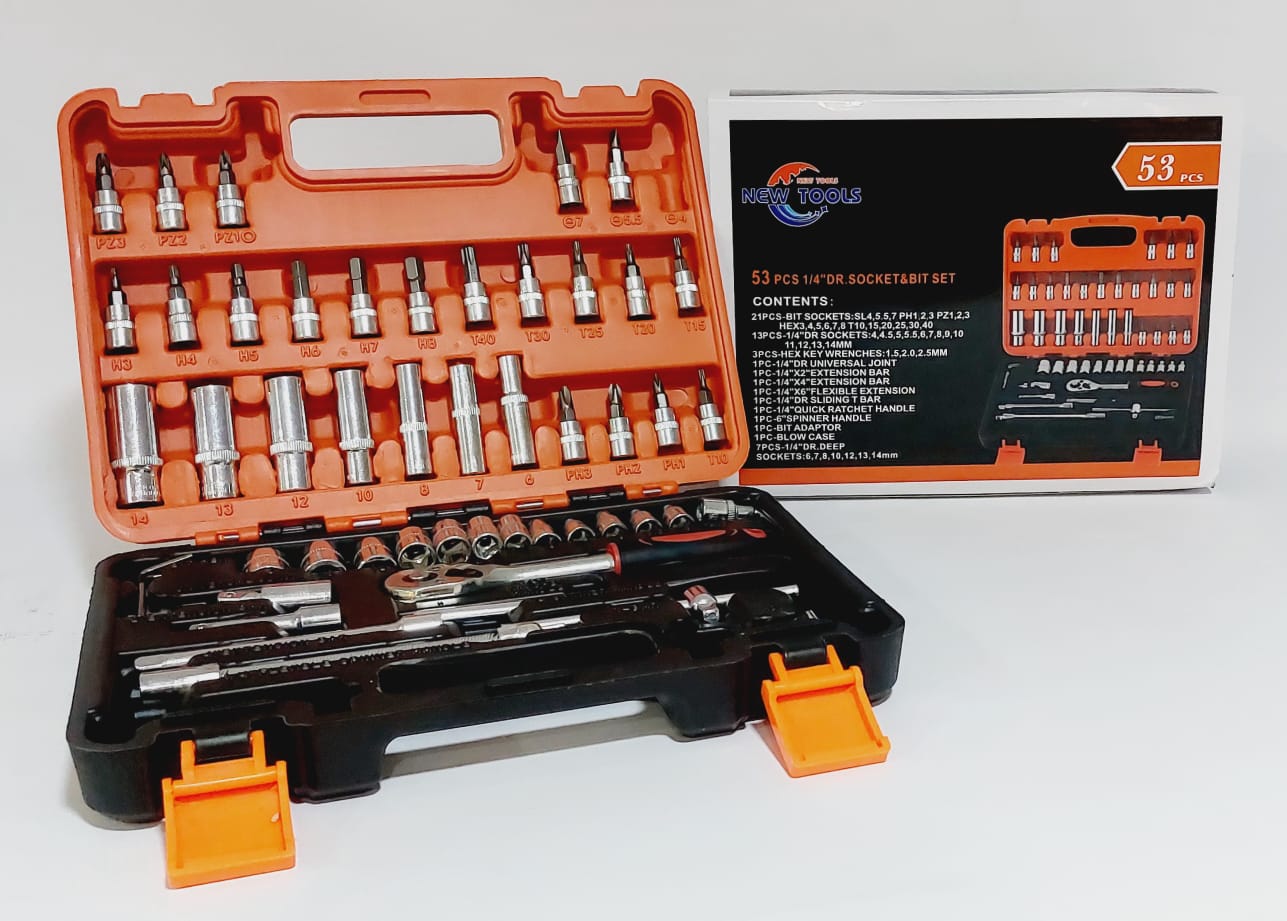 PZ3 PZ2 PZ1
⊖7 ⊖5.5 ⊖4
H3 H4 H5 H6 H7 H8 T40 T30 T25 T20 T15
14 13 12 10 8 7 6 PH3 PH2 PH1 T10
53 PCS
NEW TOOLS
NEW TOOLS
53 PCS 1/4"DR.SOCKET&BIT SET
CONTENTS:
21PCS-BIT SOCKETS:SL4,5.5,7 PH1,2,3 PZ1,2,3
HEX3,4,5,6,7,8 T10,15,20,25,30,40
13PCS-1/4"DR SOCKETS:4,4.5,5,5.5,6,7,8,9,10
11,12,13,14MM
3PCS-HEX KEY WRENCHES:1.5,2.0,2.5MM
1PC-1/4"DR UNIVERSAL JOINT
1PC-1/4"X2"EXTENSION BAR
1PC-1/4"X4"EXTENSION BAR
1PC-1/4"X6"FLEXIBLE EXTENSION
1PC-1/4"DR SLIDING T BAR
1PC-1/4"QUICK RATCHET HANDLE
1PC-6"SPINNER HANDLE
1PC-BIT ADAPTOR
1PC-BLOW CASE
7PCS-1/4"DR.DEEP
SOCKETS:6,7,8,10,12,13,14mm